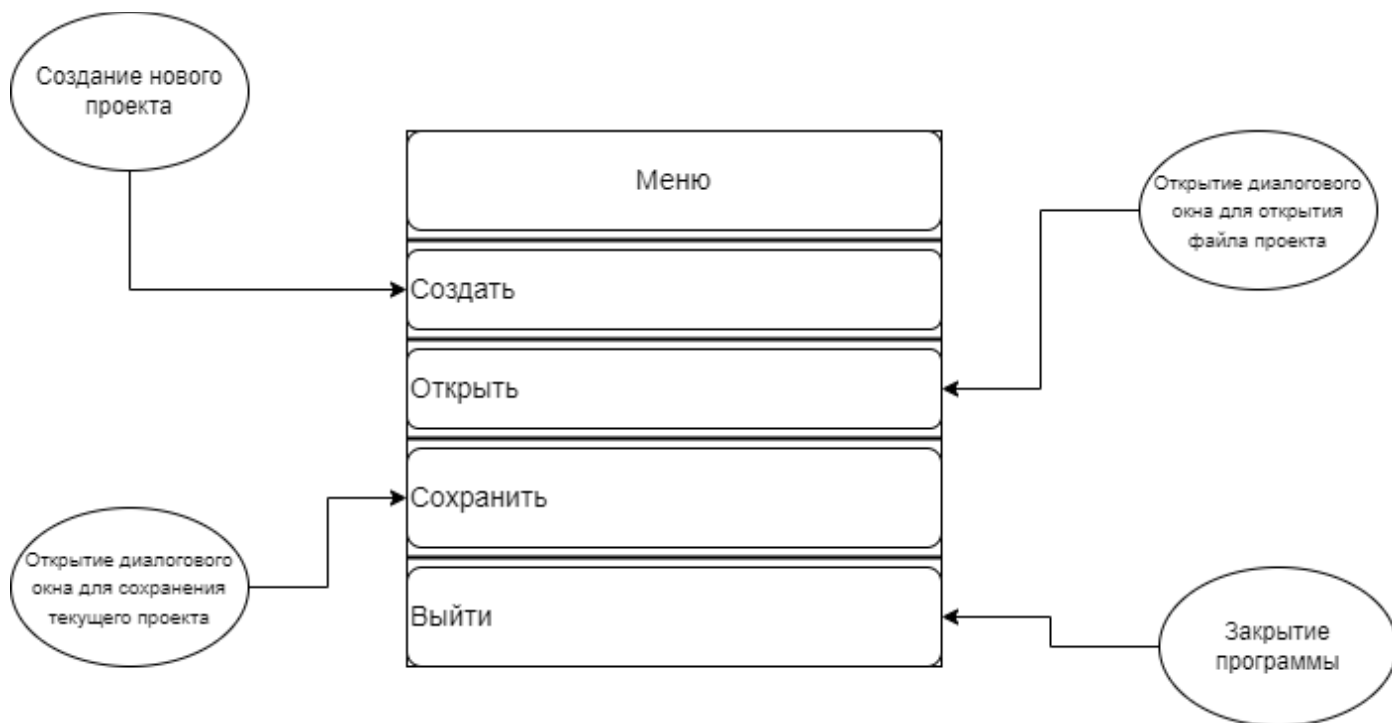 Создание нового
проекта
Меню
Открытие диалогового
окна для открытия
файла проекта
Создать
Открыть
Сохранить
Открытие диалогового
окна для сохранения
текущего проекта
Выйти
Закрытие
программы